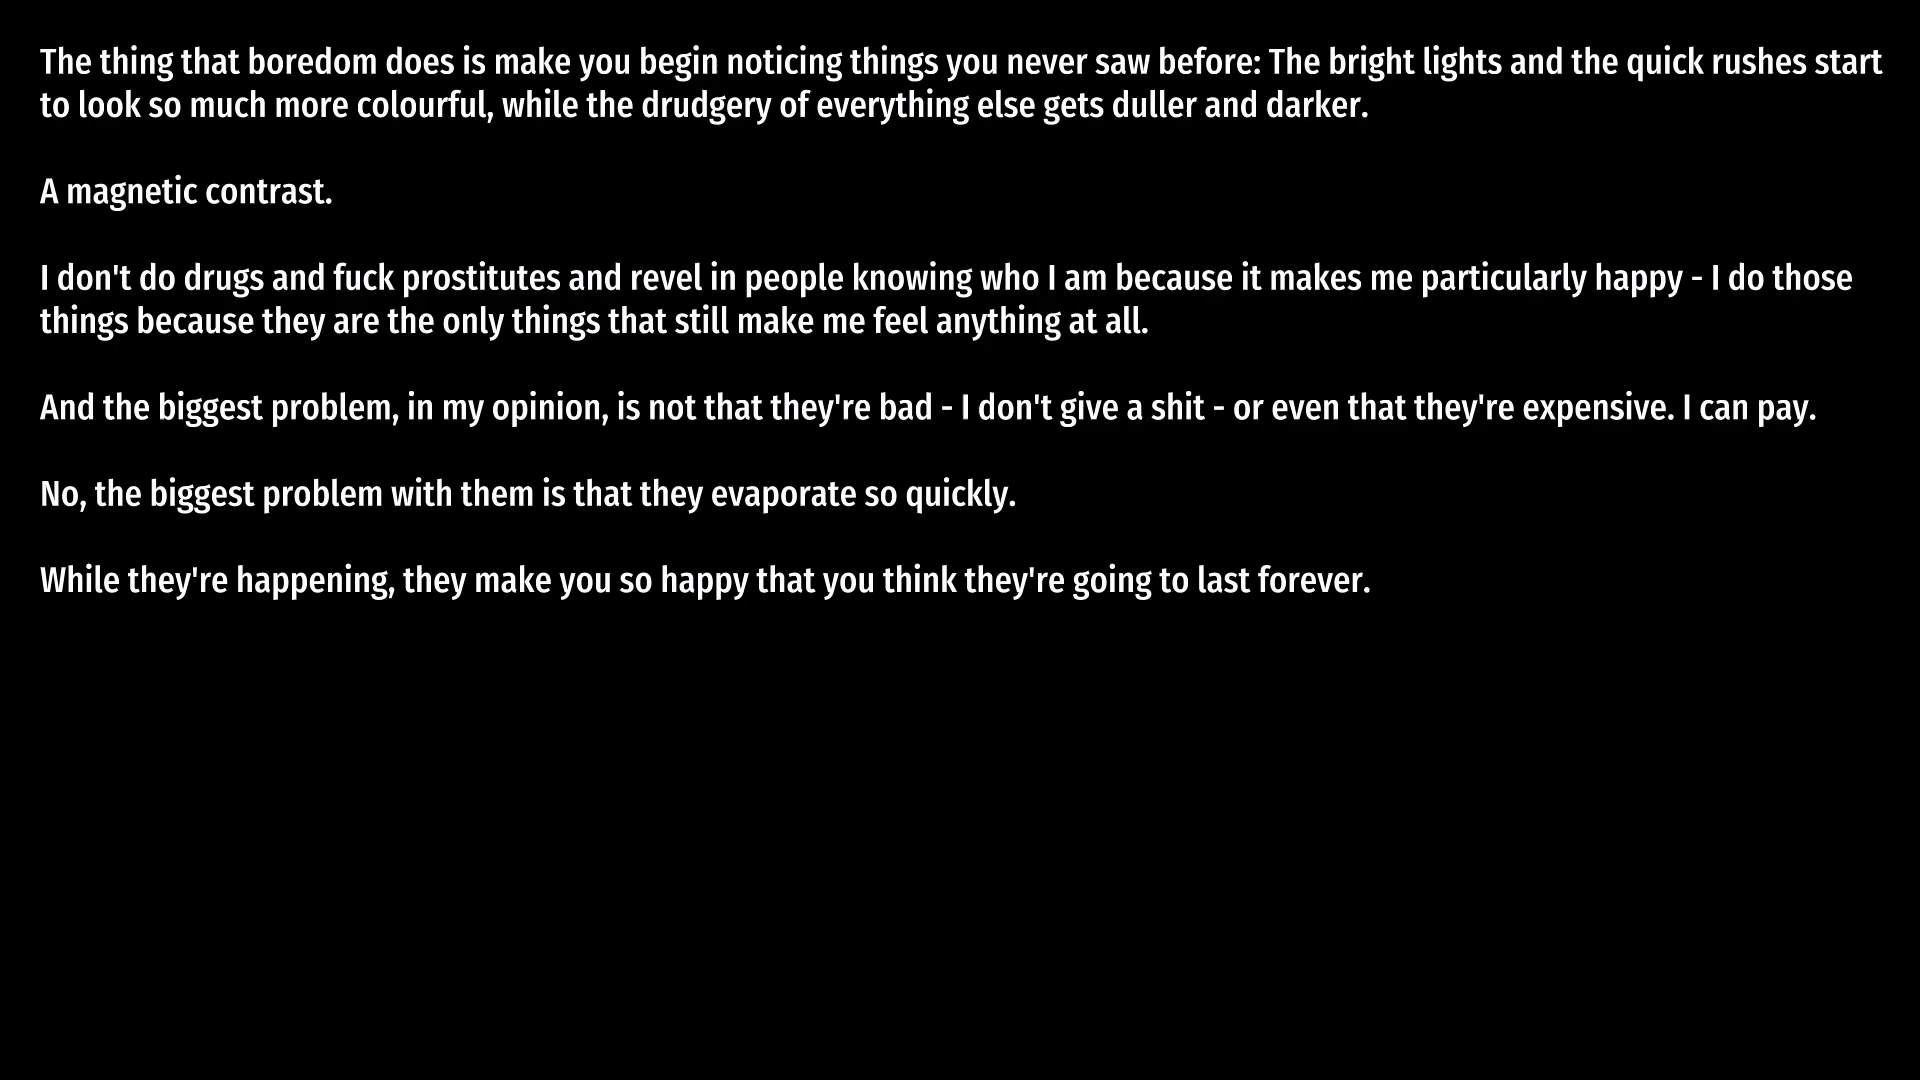 The thing that boredom does is make you begin noticing things you never saw before: The bright lights and the quick rushes start
to look so much more colourful, while the drudgery of everything else gets duller and darker.
A magnetic contrast.
I don't do drugs and fuck prostitutes and revel in people knowing who I am because it makes me particularly happy - I do those
things because they are the only things that still make me feel anything at all.
And the biggest problem, in my opinion, is not that they're bad - I don't give a shit - or even that they're expensive. I can pay.
No, the biggest problem with them is that they evaporate so quickly.
While they're happening, they make you so happy that you think they're going to last forever.